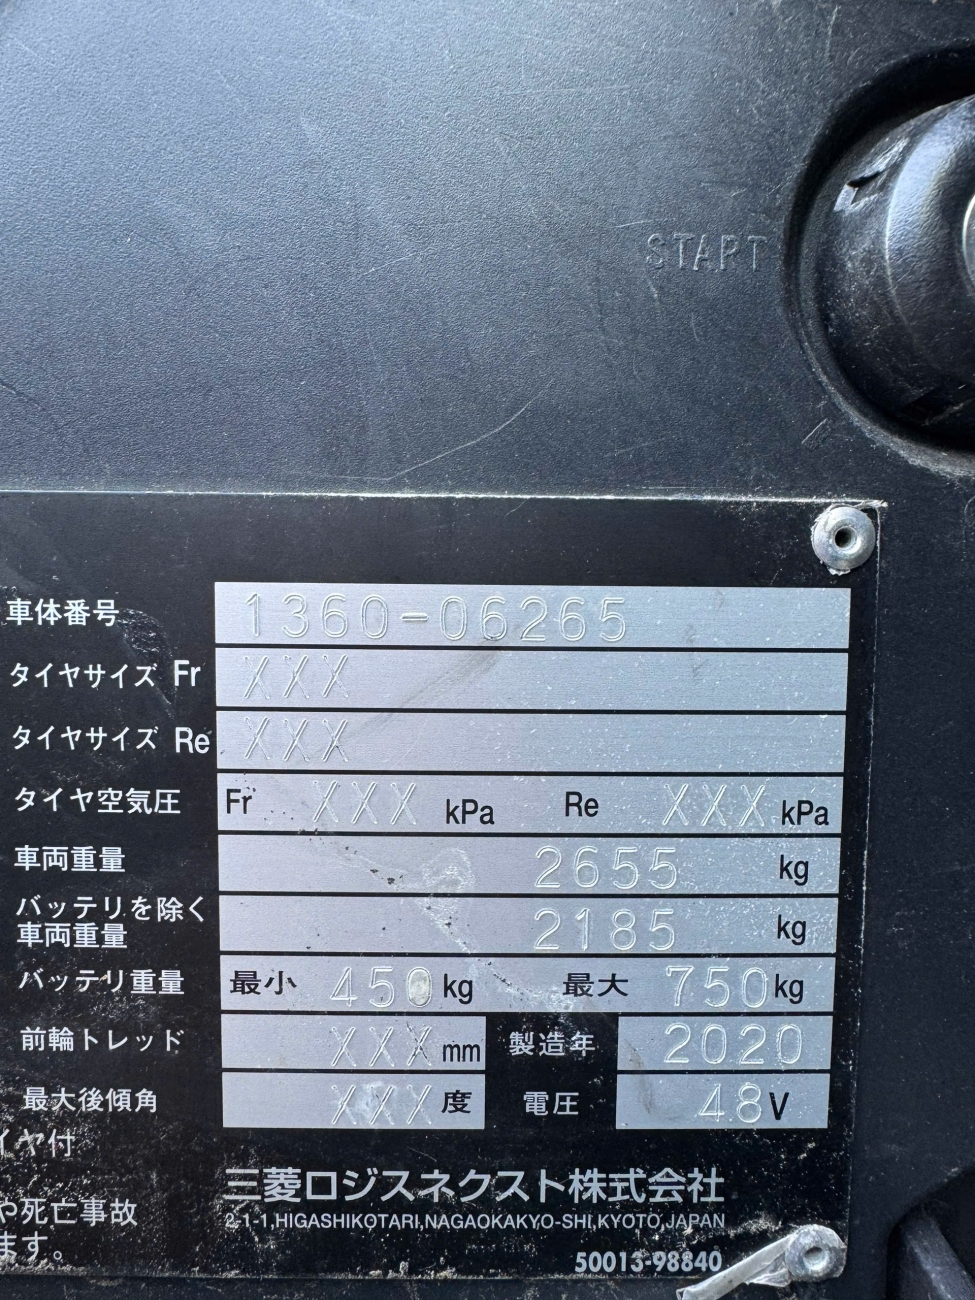 START
車体番号 1360-06265
タイヤサイズ Fr XXX
タイヤサイズ Re XXX
タイヤ空気圧 Fr XXX kPa Re XXX kPa
車両重量 2655 kg
バッテリを除く
車両重量 2185 kg
バッテリ重量 最小 450 kg 最大 750 kg
前輪トレッド XXX mm 製造年 2020
最大後傾角 XXX 度 電圧 48 V
イヤ付
三菱ロジスネクスト株式会社
や死亡事故
2-1-1,HIGASHIKOTARI,NAGAOKAKYO-SHI,KYOTO,JAPAN
ます。
50013-98840